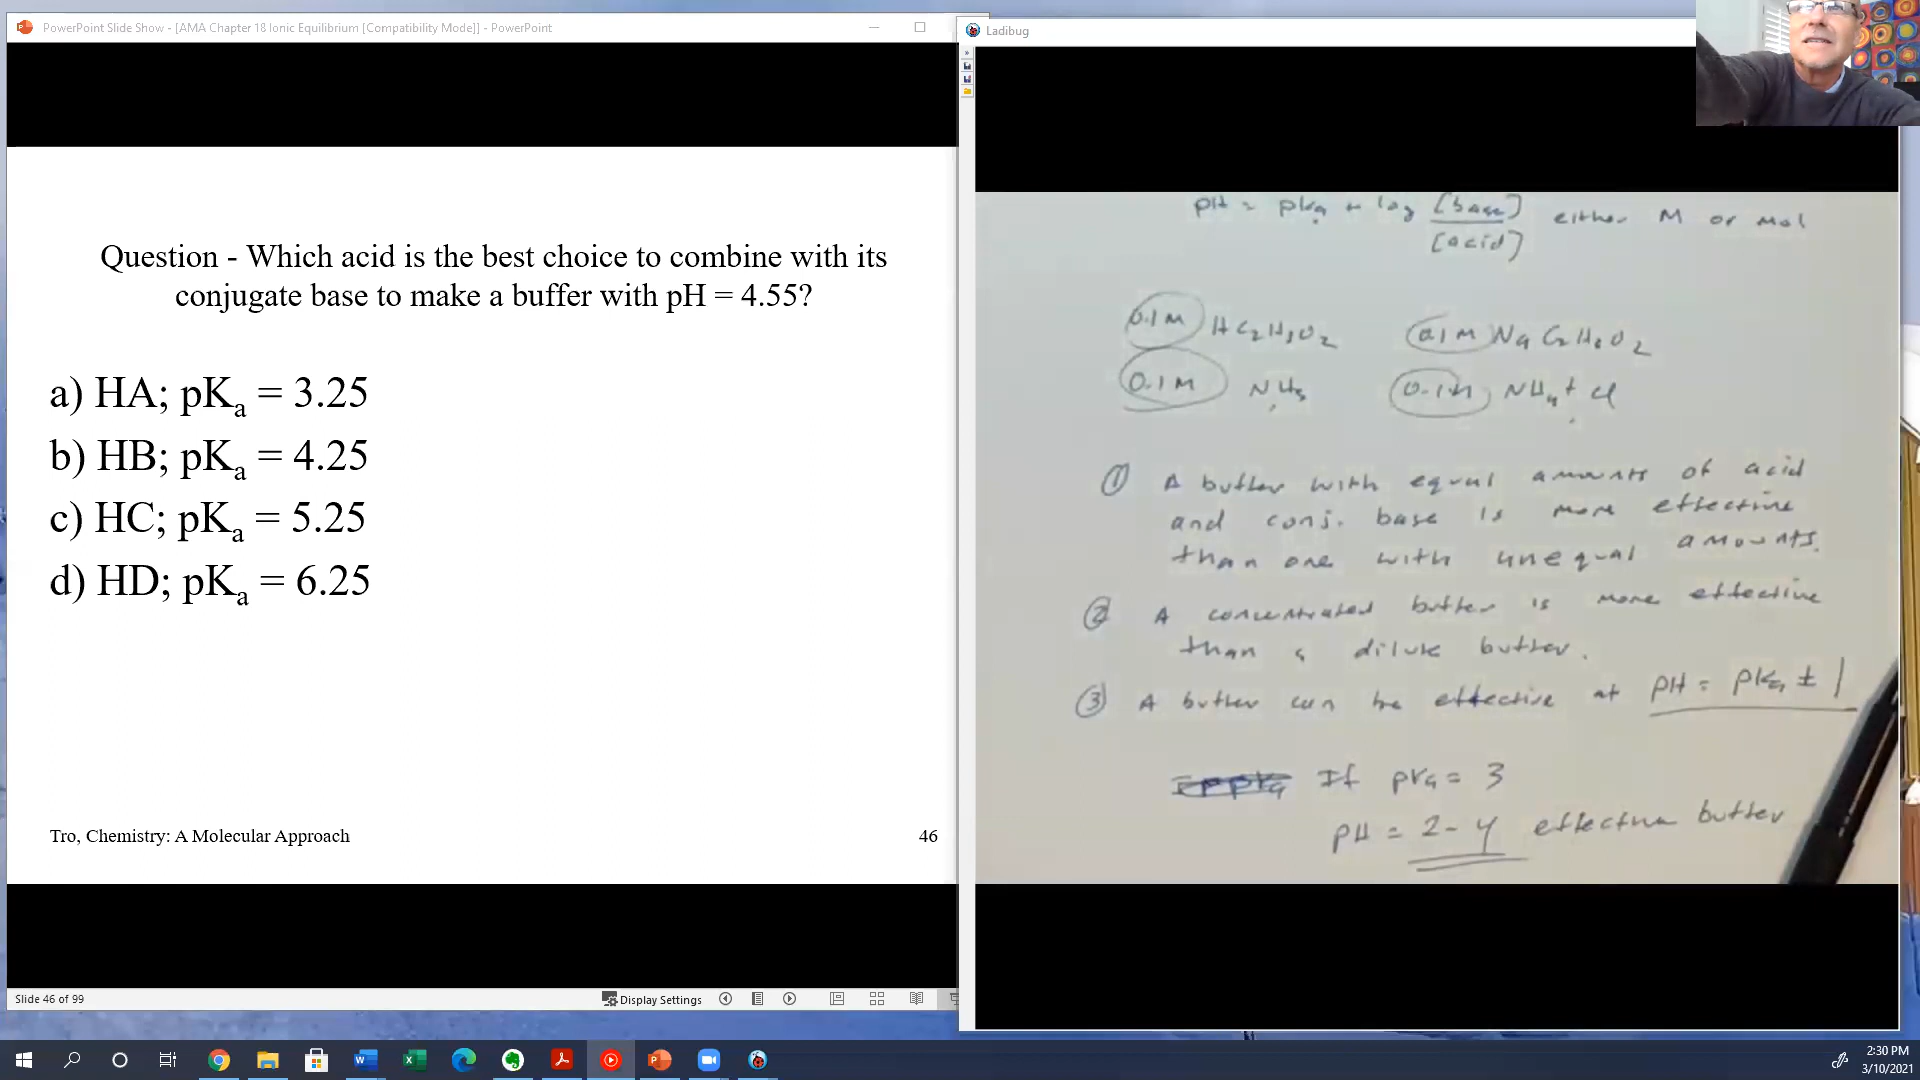 PowerPoint Slide Show - [AMA Chapter 18 Ionic Equilibrium [Compatibility Mode]] - PowerPoint
Question - Which acid is the best choice to combine with its
conjugate base to make a buffer with pH = 4.55?
a) HA; pKa = 3.25
b) HB; pKa = 4.25
c) HC; pKa = 5.25
d) HD; pKa = 6.25
Tro, Chemistry: A Molecular Approach
46
Slide 46 of 99
Display Settings
Ladibug
pH = pKa + log [base]/[acid] either M or mol
0.1M HC2H3O2 0.1M NaC2H3O2
0.1M NH3 0.1M NH4+ Cl
① A buffer with equal amounts of acid
and conj. base is more effective
than one with unequal amounts.
② A concentrated buffer is more effective
than a dilute buffer.
③ A buffer can be effective at pH = pKa ± 1
If pKa = 3
pH = 2-4 effective buffer
2:30 PM
3/10/2021